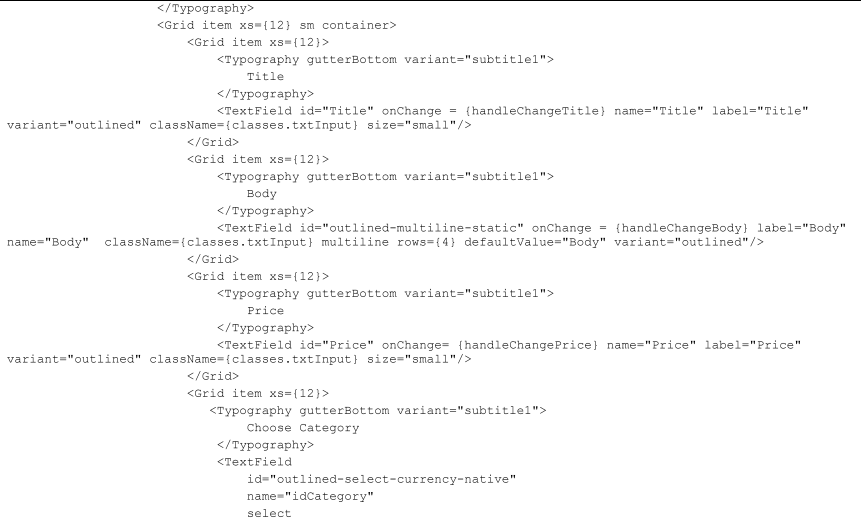 </Typography>
<Grid item xs={12} sm container>
<Grid item xs={12}>
<Typography gutterBottom variant="subtitle1">
Title
</Typography>
<TextField id="Title" onChange = {handleChangeTitle} name="Title" label="Title"
variant="outlined" className={classes.txtInput} size="small"/>
</Grid>
<Grid item xs={12}>
<Typography gutterBottom variant="subtitle1">
Body
</Typography>
<TextField id="outlined-multiline-static" onChange = {handleChangeBody} label="Body"
name="Body"  className={classes.txtInput} multiline rows={4} defaultValue="Body" variant="outlined"/>
</Grid>
<Grid item xs={12}>
<Typography gutterBottom variant="subtitle1">
Price
</Typography>
<TextField id="Price" onChange= {handleChangePrice} name="Price" label="Price"
variant="outlined" className={classes.txtInput} size="small"/>
</Grid>
<Grid item xs={12}>
<Typography gutterBottom variant="subtitle1">
Choose Category
</Typography>
<TextField
id="outlined-select-currency-native"
name="idCategory"
select